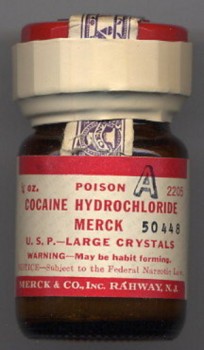 ¼ oz. POISON A 2205
COCAINE HYDROCHLORIDE
MERCK 50448
U. S. P.—LARGE CRYSTALS
WARNING—May be habit forming.
NOTICE—Subject to the Federal Narcotic Law.
MERCK & CO., INC. RAHWAY, N. J.